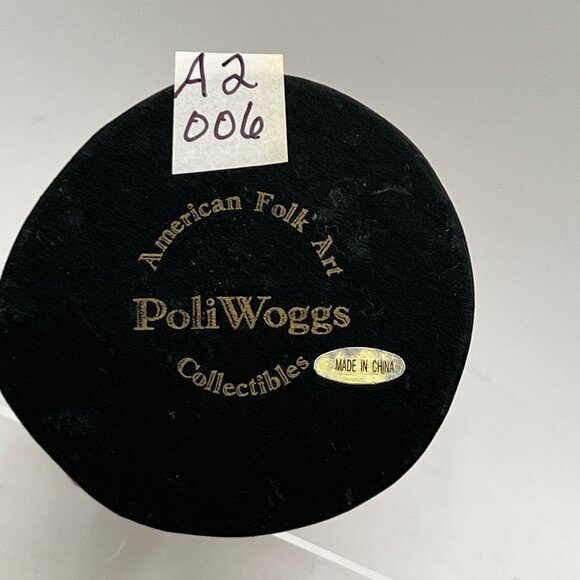 A2
006
American Folk Art
PoliWoggs
Collectibles
MADE IN CHINA